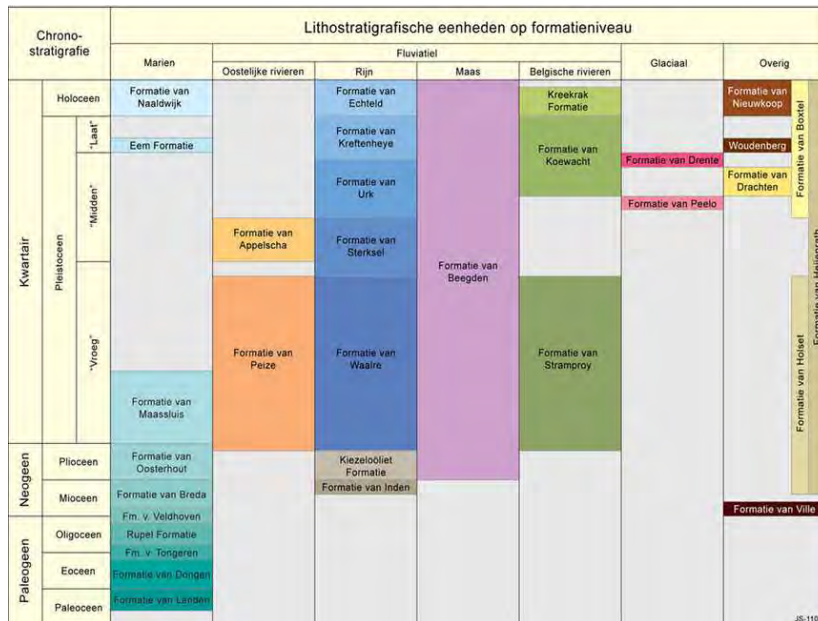 Chrono-
stratigrafie
Lithostratigrafische eenheden op formatieniveau
Marien
Fluviatiel
Glaciaal
Overig
Oostelijke rivieren
Rijn
Maas
Belgische rivieren
Kwartair
Holoceen
Pleistoceen
"Laat"
"Midden"
"Vroeg"
Neogeen
Plioceen
Mioceen
Paleogeen
Oligoceen
Eoceen
Paleoceen
Formatie van
Naaldwijk
Eem Formatie
Formatie van
Maassluis
Formatie van
Oosterhout
Formatie van Breda
Fm. v. Veldhoven
Rupel Formatie
Fm. v. Tongeren
Formatie van Dongen
Formatie van Landen
Formatie van
Appelscha
Formatie van
Peize
Formatie van
Echteld
Formatie van
Kreftenheye
Formatie van
Urk
Formatie van
Sterksel
Formatie van
Waalre
Kiezeloöliet
Formatie
Formatie van Inden
Formatie van
Beegden
Kreekrak
Formatie
Formatie van
Koewacht
Formatie van
Stramproy
Formatie van Drente
Formatie van Peelo
Formatie van
Nieuwkoop
Woudenberg
Formatie van
Drachten
Formatie van Boxtel
Formatie van Holset
Formatie van Heijenrath
Formatie van Ville
JS-110